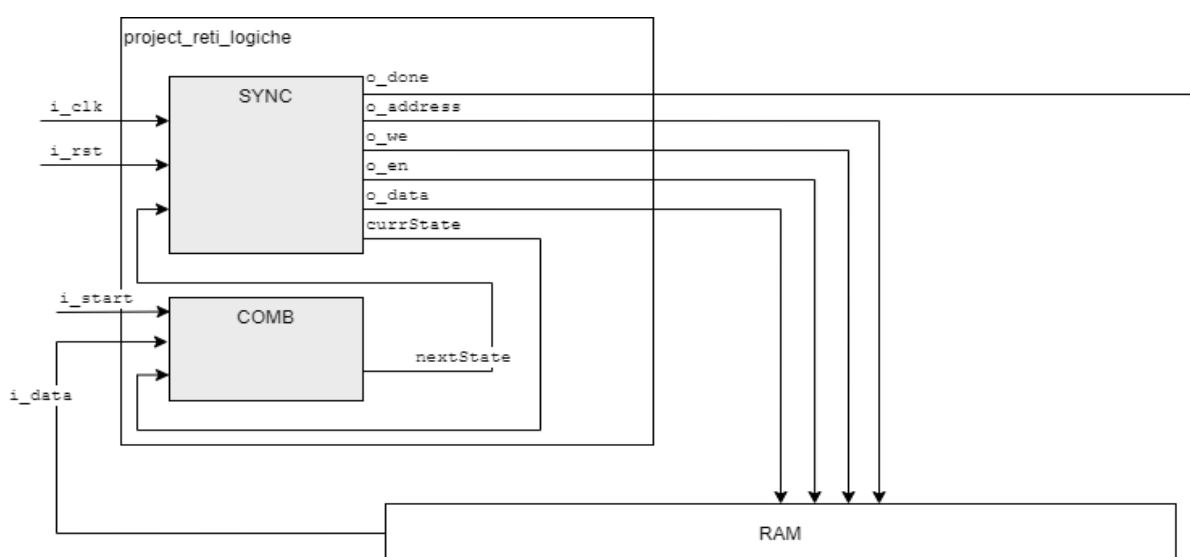 project_reti_logiche
SYNC
i_clk
i_rst
o_done
o_address
o_we
o_en
o_data
currState
i_start
COMB
nextState
i_data
RAM